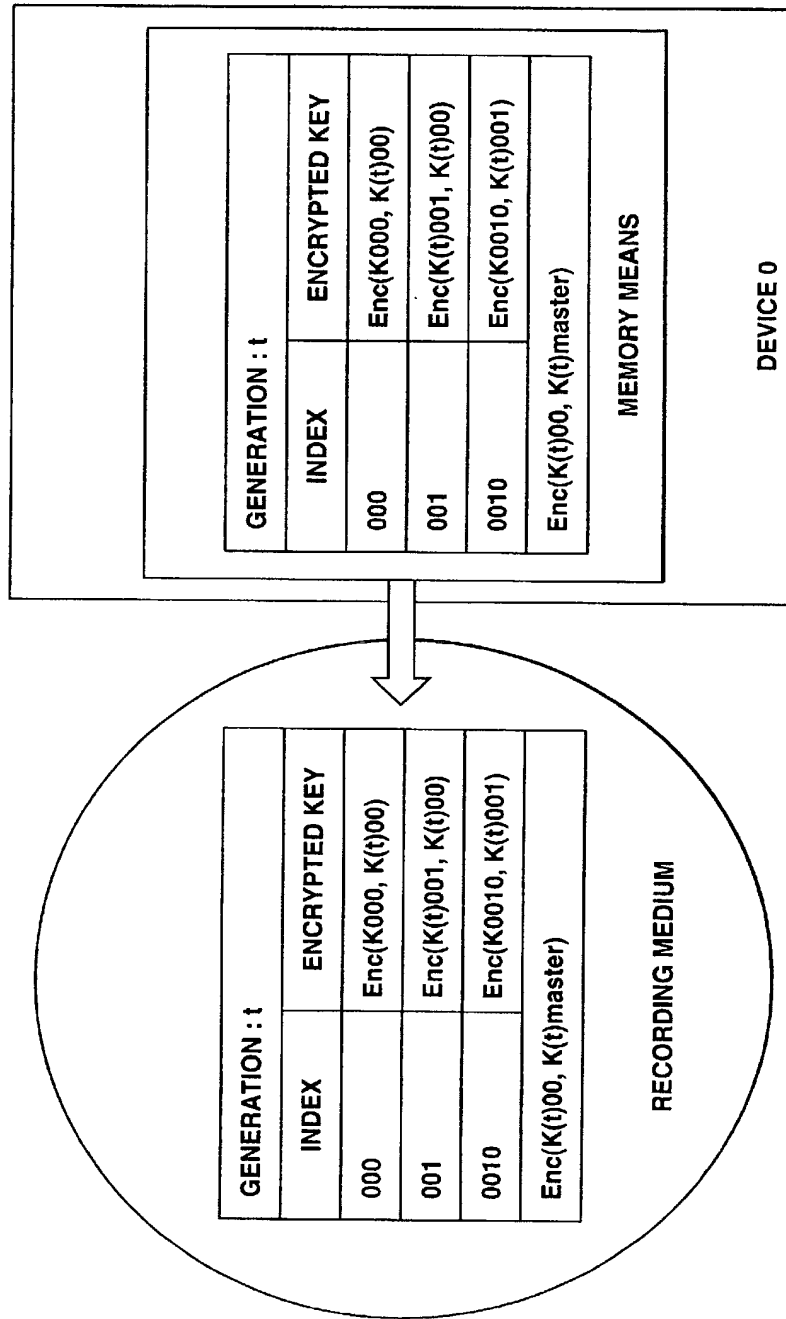 GENERATION : t
INDEX ENCRYPTED KEY
000 Enc(K000, K(t)00)
001 Enc(K(t)001, K(t)00)
0010 Enc(K0010, K(t)001)
Enc(K(t)00, K(t)master)
RECORDING MEDIUM
GENERATION : t
INDEX ENCRYPTED KEY
000 Enc(K000, K(t)00)
001 Enc(K(t)001, K(t)00)
0010 Enc(K0010, K(t)001)
Enc(K(t)00, K(t)master)
MEMORY MEANS
DEVICE 0